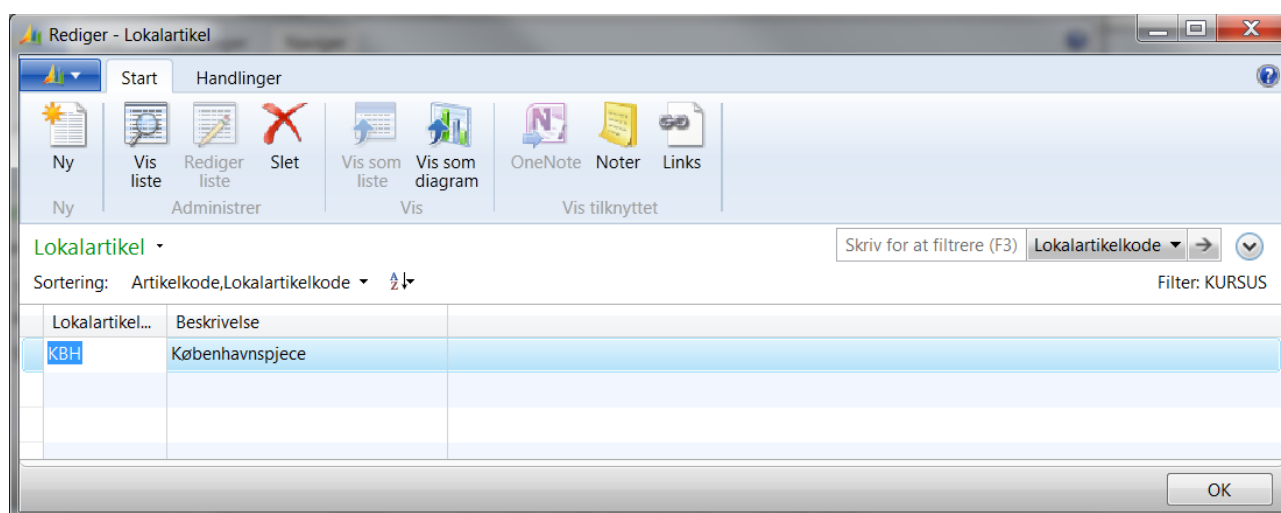 Rediger - Lokalartikel
Start Handlinger
Ny Vis liste Rediger liste Slet Vis som liste Vis som diagram OneNote Noter Links
Ny Administrer Vis Vis tilknyttet
Lokalartikel Skriv for at filtrere (F3) Lokalartikelkode
Sortering: Artikelkode,Lokalartikelkode Filter: KURSUS
Lokalartikel... Beskrivelse
KBH Københavnspjece
OK